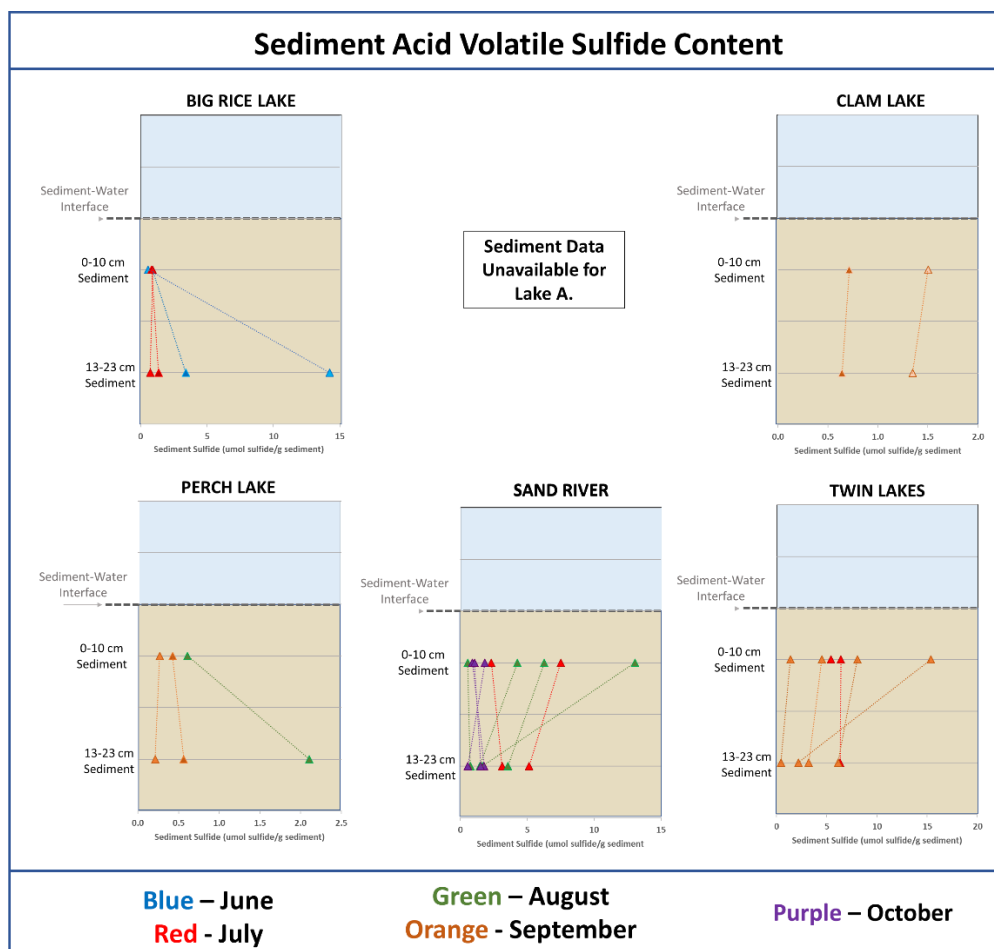 Sediment Acid Volatile Sulfide Content
BIG RICE LAKE
Sediment-Water
Interface
0-10 cm
Sediment
13-23 cm
Sediment
0 5 10 15
Sediment Sulfide (umol sulfide/g sediment)
Sediment Data
Unavailable for
Lake A.
CLAM LAKE
Sediment-Water
Interface
0-10 cm
Sediment
13-23 cm
Sediment
0.0 0.5 1.0 1.5 2.0
Sediment Sulfide (umol sulfide/g sediment
PERCH LAKE
Sediment-Water
Interface
0-10 cm
Sediment
13-23 cm
Sediment
0.0 0.5 1.0 1.5 2.0 2.5
Sediment Sulfide (umol sulfide/g sediment)
SAND RIVER
Sediment-Water
Interface
0-10 cm
Sediment
13-23 cm
Sediment
0 5 10 15
Sediment Sulfide (umol sulfide/g sediment
TWIN LAKES
Sediment-Water
Interface
0-10 cm
Sediment
13-23 cm
Sediment
0 5 10 15 20
Sediment Sulfide (umol sulfide/g sediment)
Blue – June
Red - July
Green – August
Orange - September
Purple – October